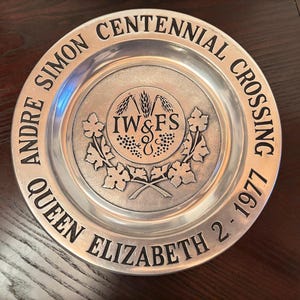 ANDRE SIMON CENTENNIAL CROSSING
IW&FS
QUEEN ELIZABETH 2 - 1977